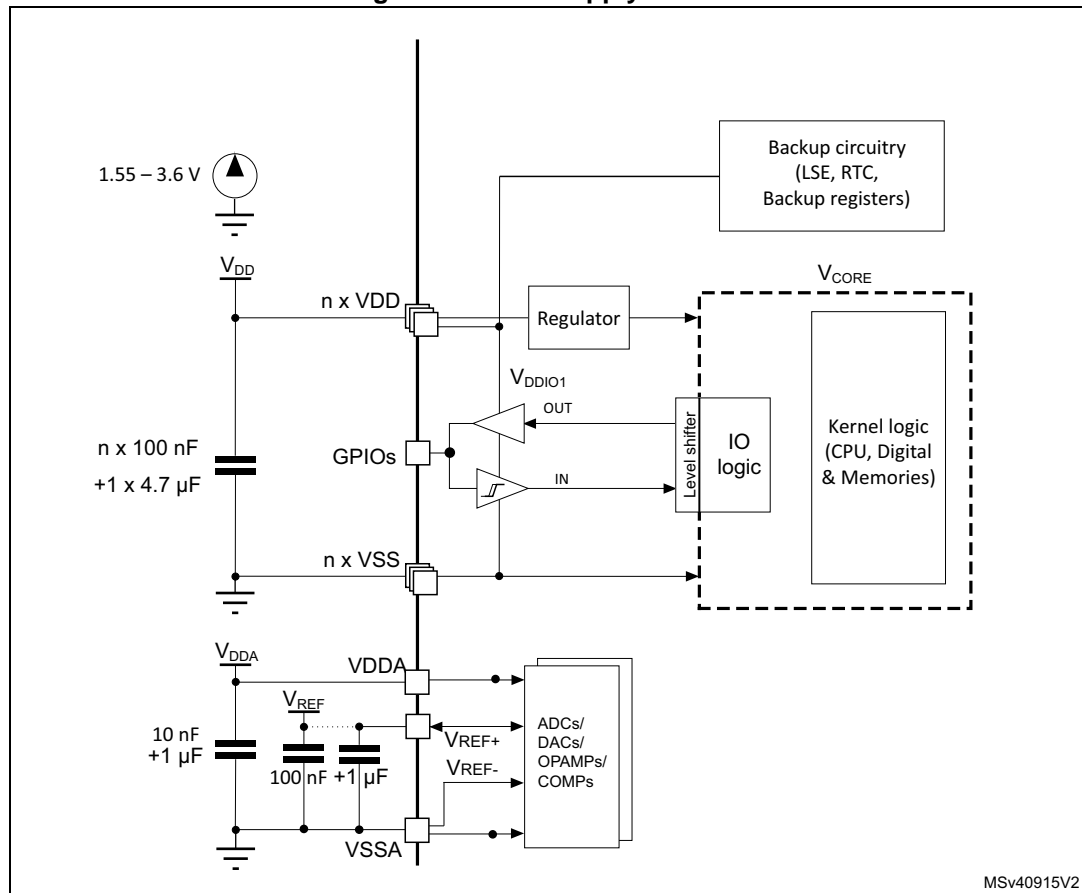 Backup circuitry
(LSE, RTC,
Backup registers)
1.55 – 3.6 V
VDD
VCORE
n x VDD
Regulator
VDDIO1
OUT
n x 100 nF
+1 x 4.7 µF
GPIOs
IN
Level shifter
IO
logic
Kernel logic
(CPU, Digital
& Memories)
n x VSS
VDDA
VDDA
VREF
10 nF
+1 µF
100 nF
+1 µF
VREF+
VREF-
ADCs/
DACs/
OPAMPs/
COMPs
VSSA
MSv40915V2